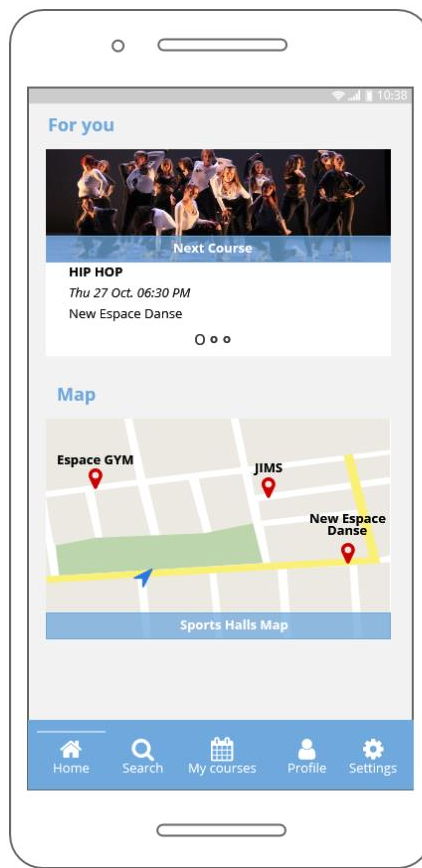 10:38
For you
Next Course
HIP HOP
Thu 27 Oct. 06:30 PM
New Espace Danse
Map
Espace GYM
JIMS
New Espace
Danse
Sports Halls Map
Home Search My courses Profile Settings